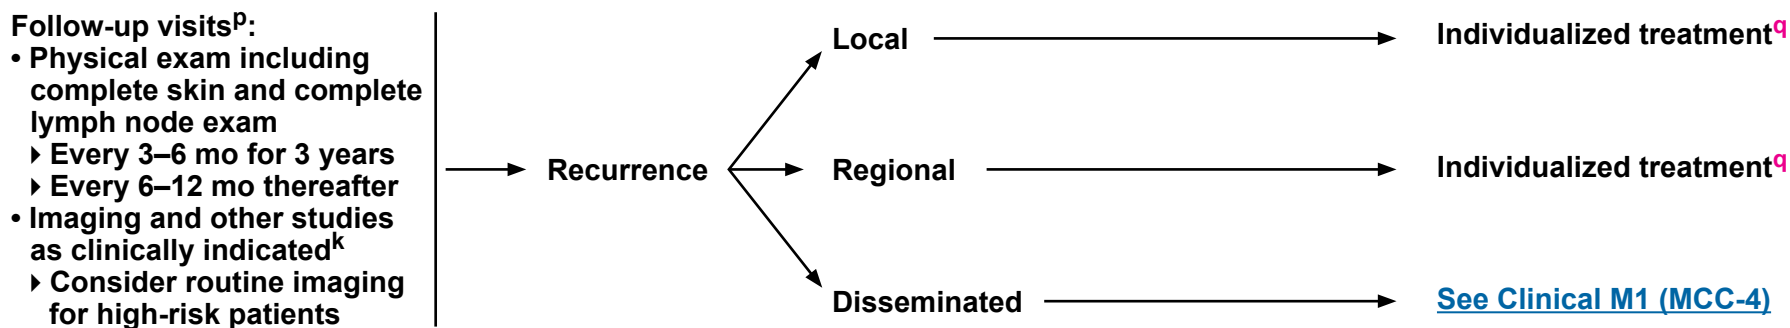 Follow-up visitsp:
• Physical exam including
complete skin and complete
lymph node exam
▸ Every 3–6 mo for 3 years
▸ Every 6–12 mo thereafter
• Imaging and other studies
as clinically indicatedk
▸ Consider routine imaging
for high-risk patients
Recurrence
Local
Individualized treatmentq
Regional
Individualized treatmentq
Disseminated
See Clinical M1 (MCC-4)